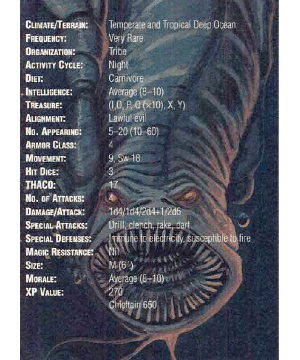 CLIMATE/TERRAIN: Temperate and Tropical Deep Ocean
FREQUENCY: Very Rare
ORGANIZATION: Tribe
ACTIVITY CYCLE: Night
DIET: Carnivore
INTELLIGENCE: Average (8–10)
TREASURE: (I,O, P, Q (×10), X, Y)
ALIGNMENT: Lawful evil
NO. APPEARING: 5–20 (10–60)
ARMOR CLASS: 4
MOVEMENT: 9, Sw 18
HIT DICE: 3
THAC0: 17
NO. OF ATTACKS: 4
DAMAGE/ATTACK: 1d4/1d4/2d4+1/2d6
SPECIAL ATTACKS: Drill, clench, rake, dart
SPECIAL DEFENSES: Immune to electricity, susceptible to fire
MAGIC RESISTANCE: Nil
SIZE: M (6')
MORALE: Average (8–10)
XP VALUE: 270
Chieftain 650